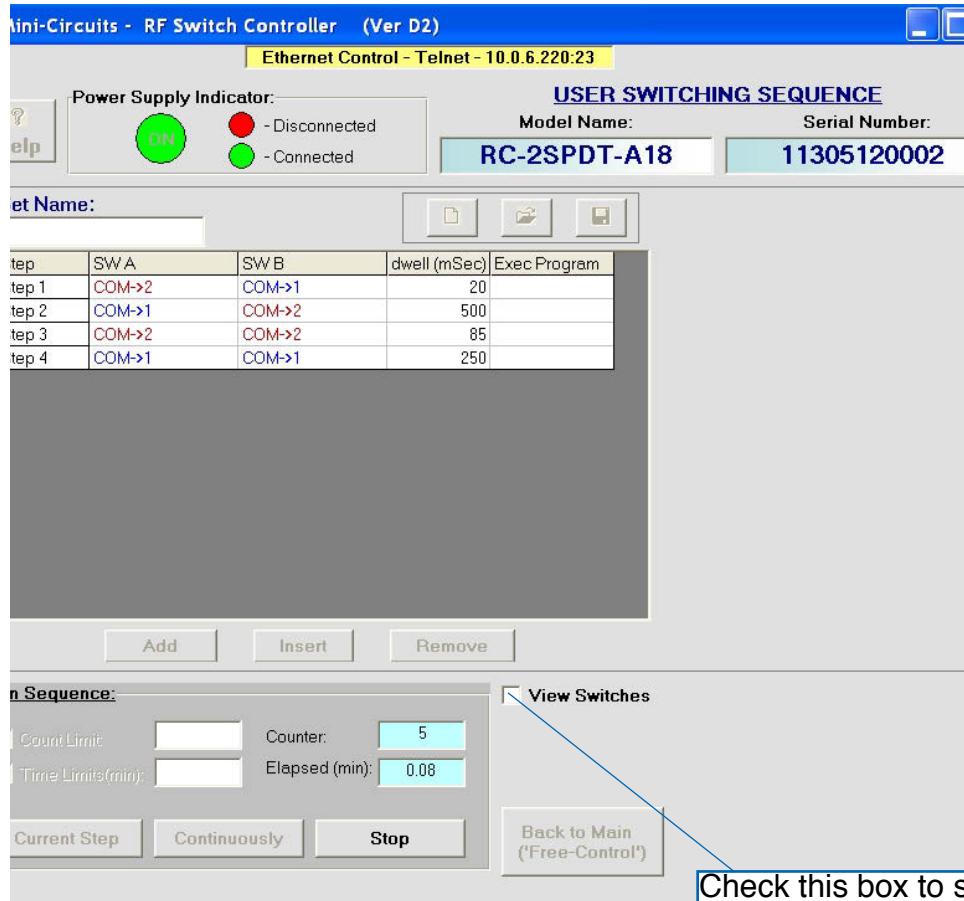 Mini-Circuits - RF Switch Controller (Ver D2)
Ethernet Control - Telnet - 10.0.6.220:23
Power Supply Indicator:
ON
- Disconnected
- Connected
?
elp
USER SWITCHING SEQUENCE
Model Name: Serial Number:
RC-2SPDT-A18 11305120002
et Name:
tep SW A SW B dwell (mSec) Exec Program
tep 1 COM->2 COM->1 20
tep 2 COM->1 COM->2 500
tep 3 COM->2 COM->2 85
tep 4 COM->1 COM->1 250
Add Insert Remove
n Sequence:
View Switches
Count Limit Counter: 5
Time Limits(min): Elapsed (min): 0.08
Current Step Continuously Stop
Back to Main
('Free-Control')
Check this box to s